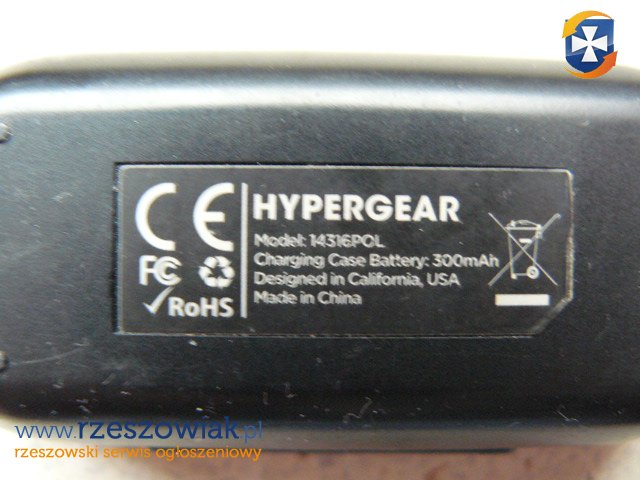 CE
FC
RoHS
HYPERGEAR
Model: 14316POL
Charging Case Battery: 300mAh
Designed in California, USA
Made in China
www.rzeszowiak.pl
rzeszowski serwis ogłoszeniowy